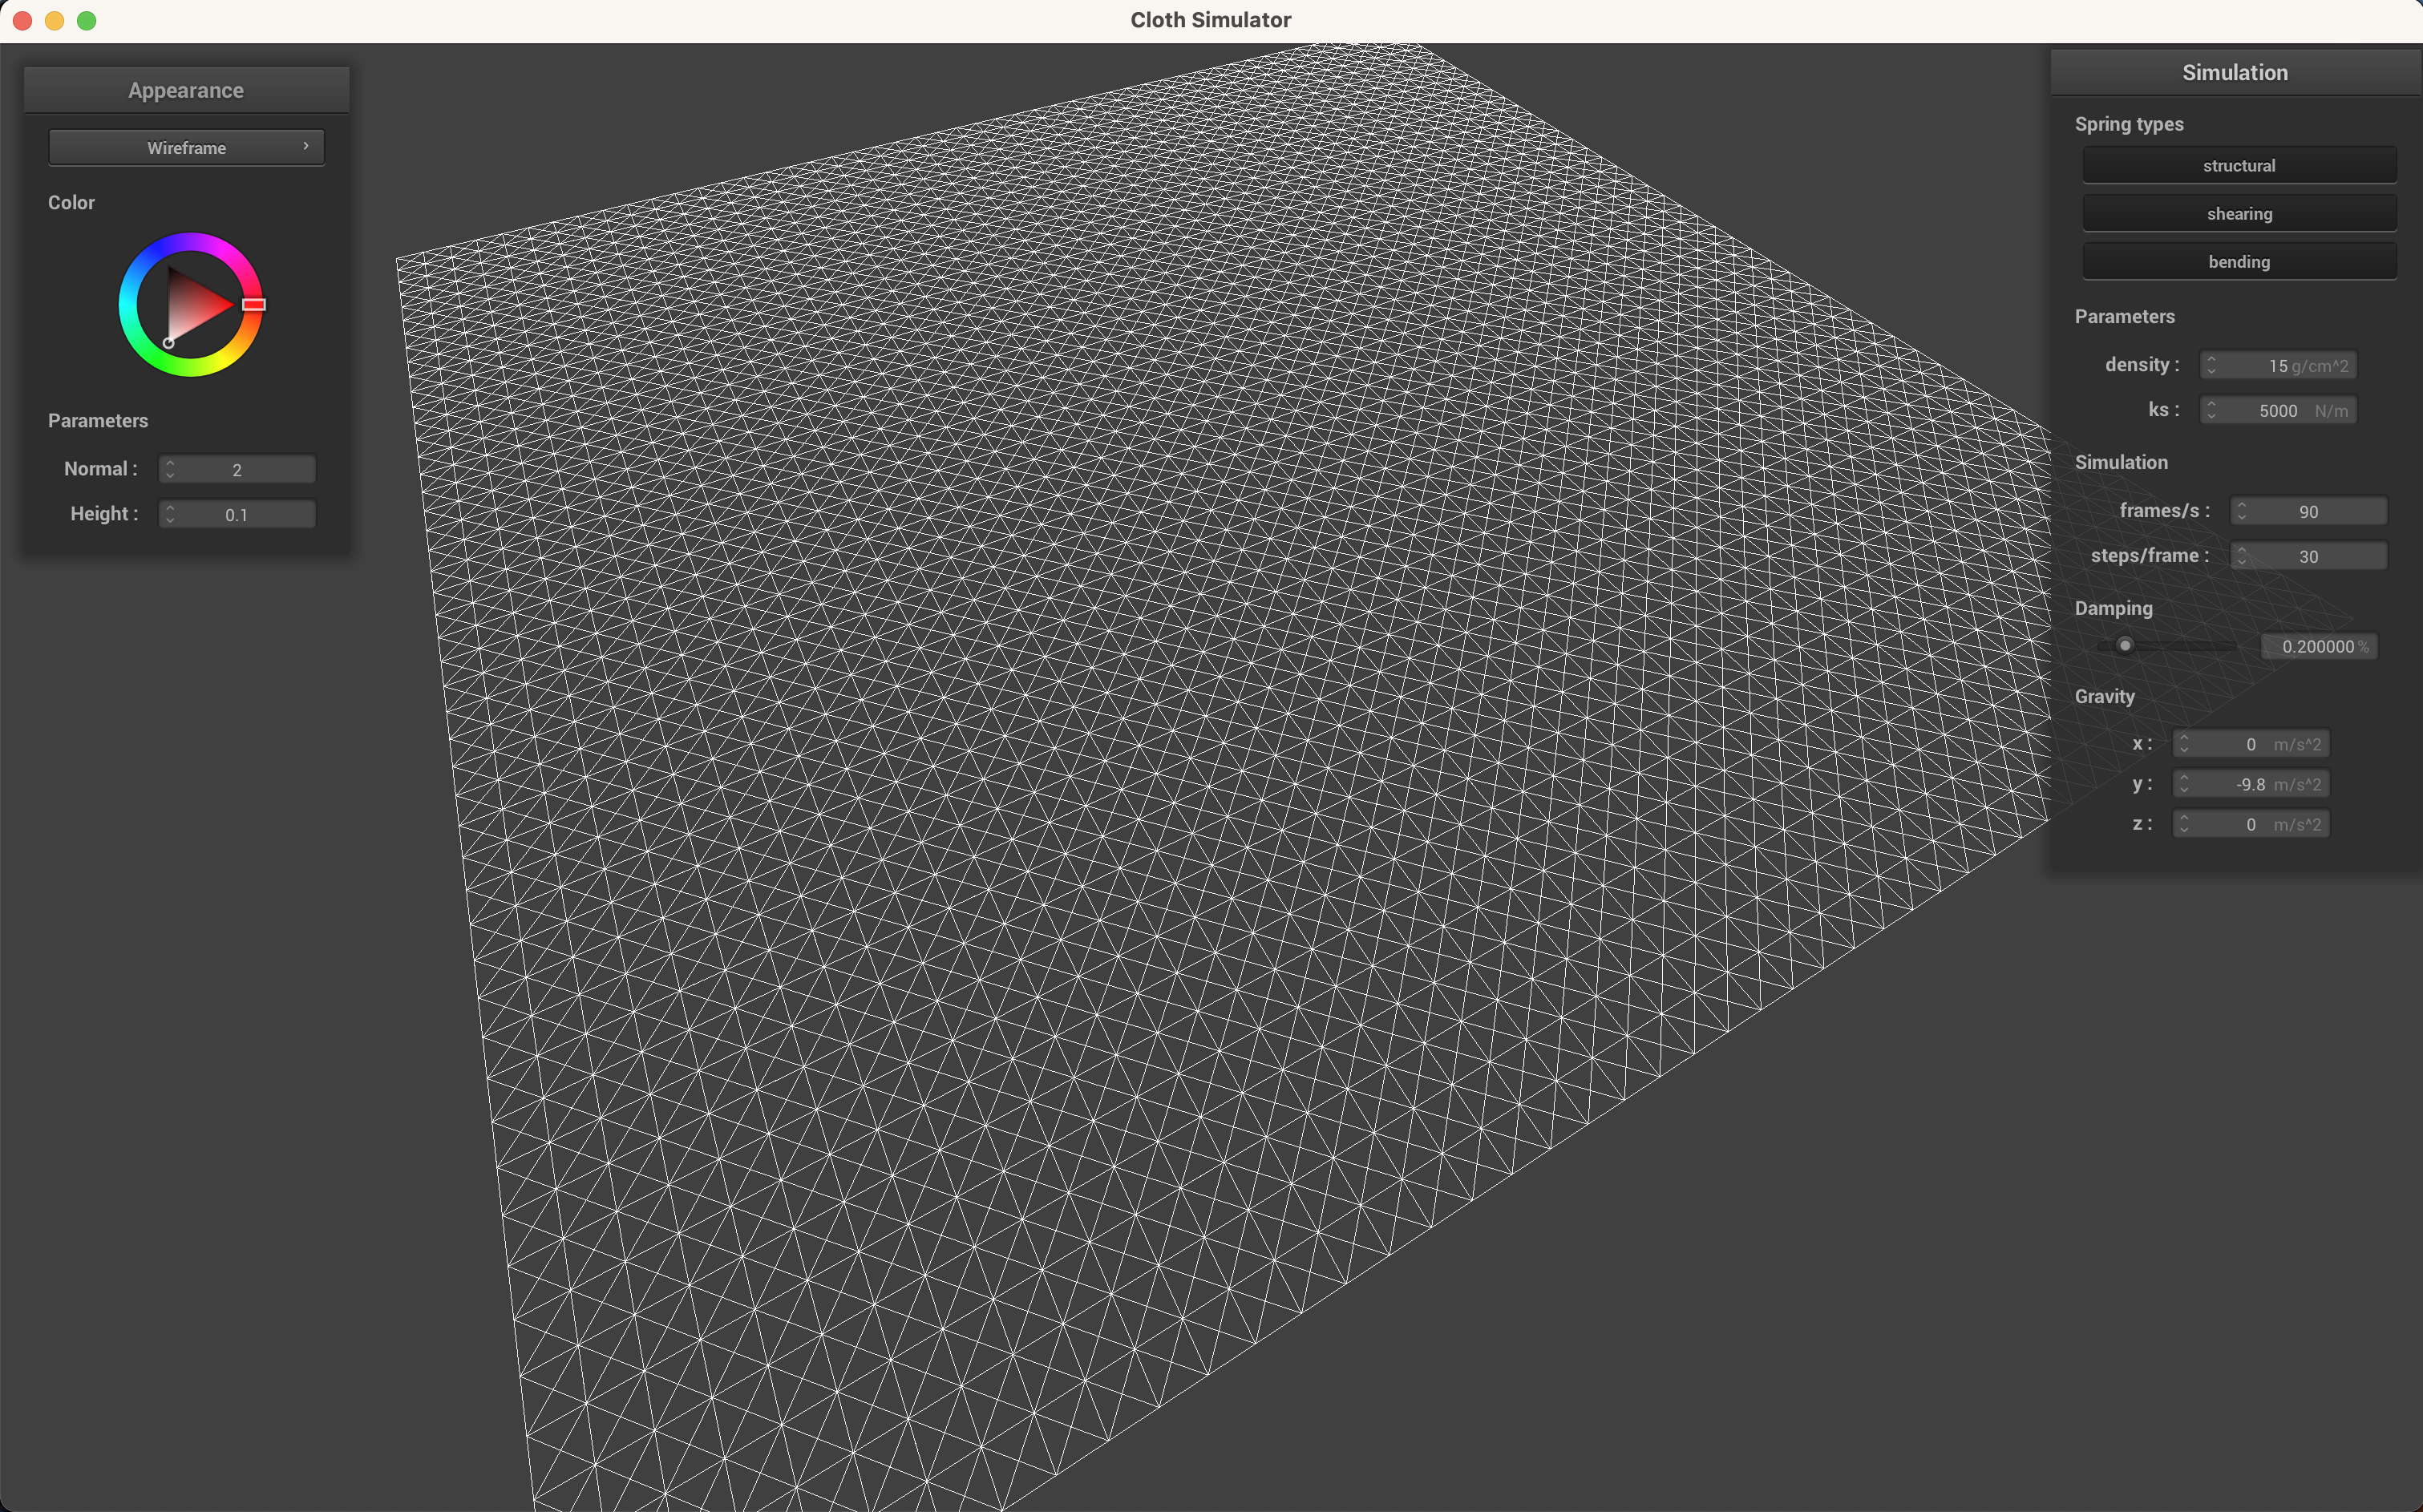 Cloth Simulator
Appearance
Wireframe
Color
Parameters
Normal : 2
Height : 0.1
Simulation
Spring types
structural
shearing
bending
Parameters
density : 15 g/cm^2
ks : 5000 N/m
Simulation
frames/s : 90
steps/frame : 30
Damping
0.200000 %
Gravity
x : 0 m/s^2
y : -9.8 m/s^2
z : 0 m/s^2